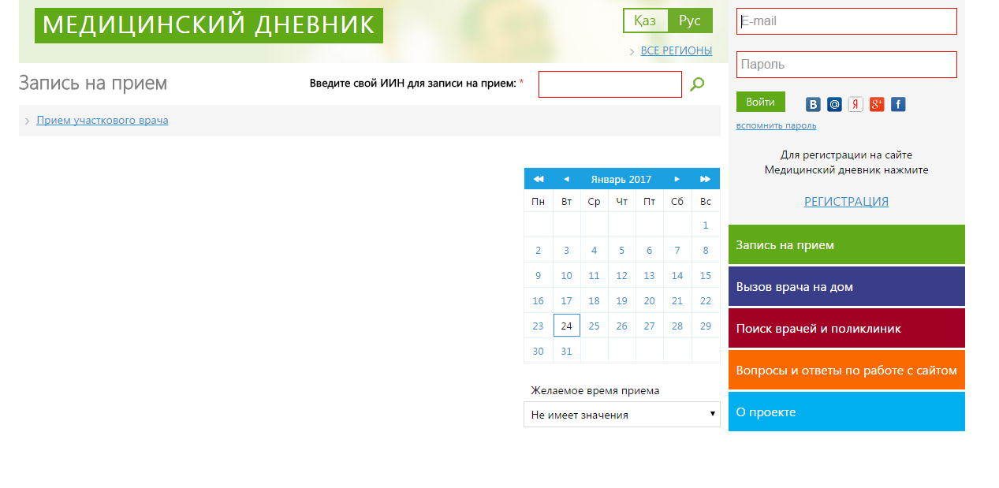 МЕДИЦИНСКИЙ ДНЕВНИК
Қаз Рус
ВСЕ РЕГИОНЫ
Запись на прием
Введите свой ИИН для записи на прием: *
Прием участкового врача
Январь 2017
Пн Вт Ср Чт Пт Сб Вс
1
2 3 4 5 6 7 8
9 10 11 12 13 14 15
16 17 18 19 20 21 22
23 24 25 26 27 28 29
30 31
Желаемое время приема
Не имеет значения
E-mail
Пароль
Войти
В @ Я g+ f
вспомнить пароль
Для регистрации на сайте
Медицинский дневник нажмите
РЕГИСТРАЦИЯ
Запись на прием
Вызов врача на дом
Поиск врачей и поликлиник
Вопросы и ответы по работе с сайтом
О проекте